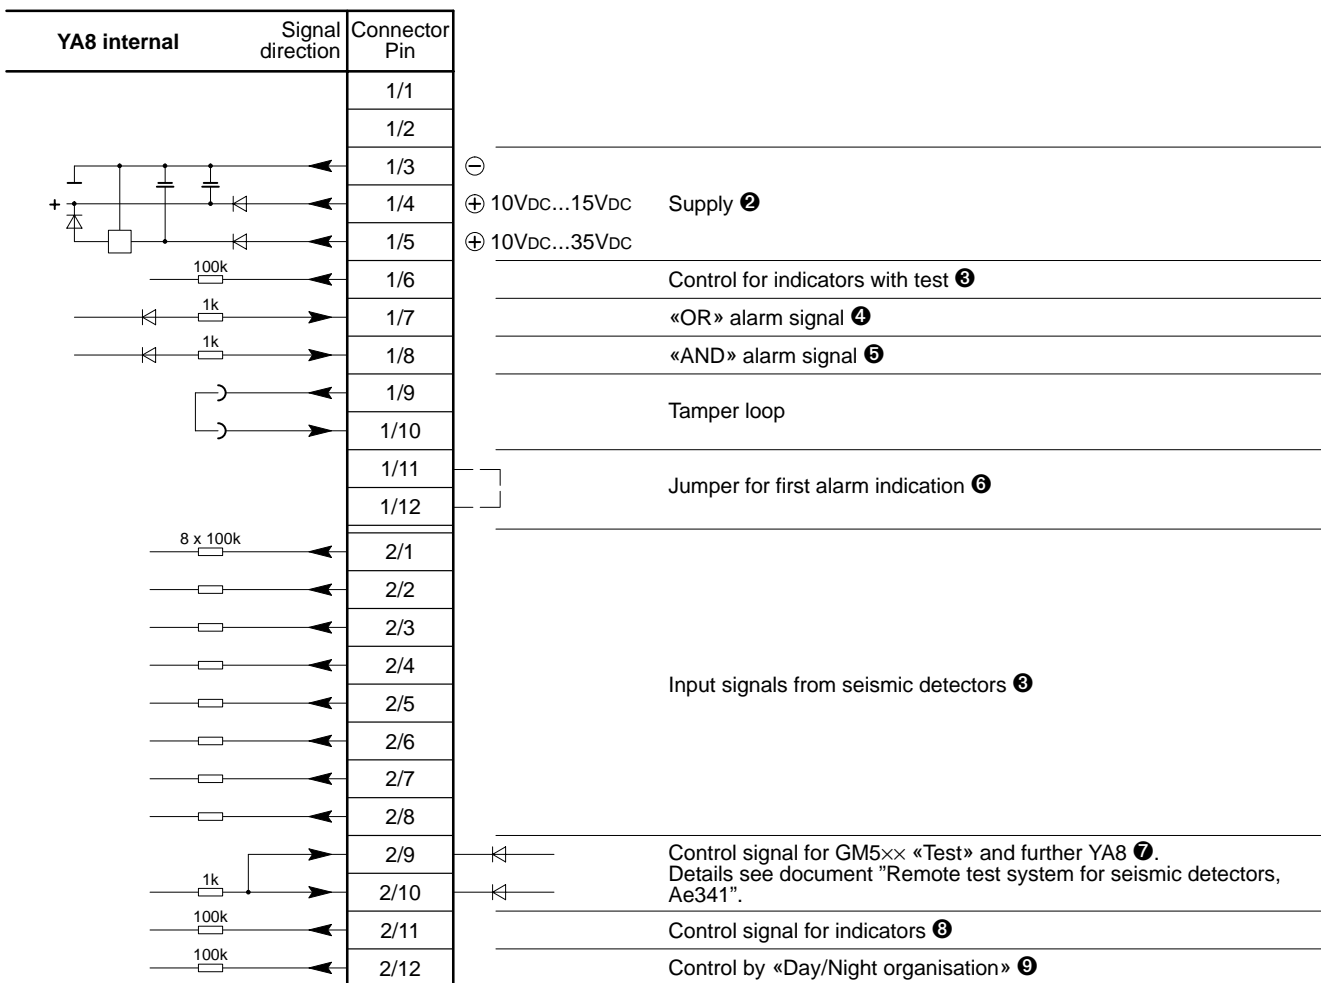 YA8 internal Signal direction Connector Pin
1/1
1/2
1/3 ⊖
+ 1/4 ⊕ 10VDC...15VDC Supply ❷
1/5 ⊕ 10VDC...35VDC
100k 1/6 Control for indicators with test ❸
1k 1/7 «OR» alarm signal ❹
1k 1/8 «AND» alarm signal ❺
1/9
Tamper loop
1/10
1/11
Jumper for first alarm indication ❻
1/12
8 x 100k 2/1
2/2
2/3
2/4
Input signals from seismic detectors ❸
2/5
2/6
2/7
2/8
2/9 Control signal for GM5×× «Test» and further YA8 ❼.
Details see document ”Remote test system for seismic detectors,
1k 2/10 Ae341”.
100k 2/11 Control signal for indicators ❽
100k 2/12 Control by «Day/Night organisation» ❾